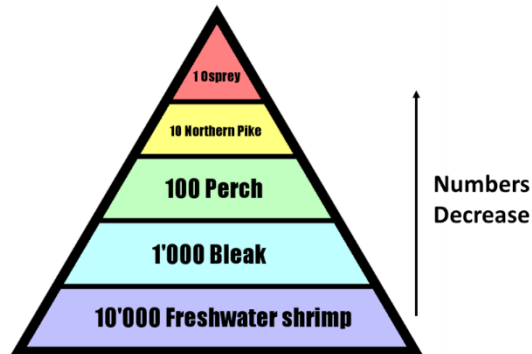 1 Osprey
10 Northern Pike
100 Perch
1'000 Bleak
10'000 Freshwater shrimp
Numbers
Decrease